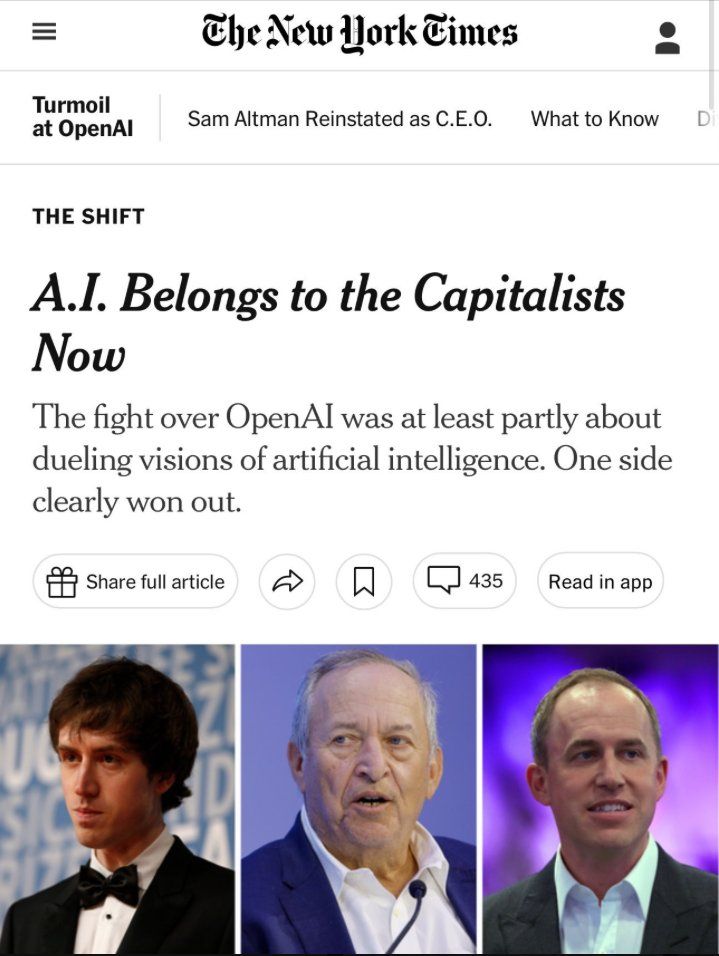 The New York Times
Turmoil
at OpenAI
Sam Altman Reinstated as C.E.O.
What to Know
Di
THE SHIFT
A.I. Belongs to the Capitalists
Now
The fight over OpenAI was at least partly about
dueling visions of artificial intelligence. One side
clearly won out.
Share full article
435
Read in app